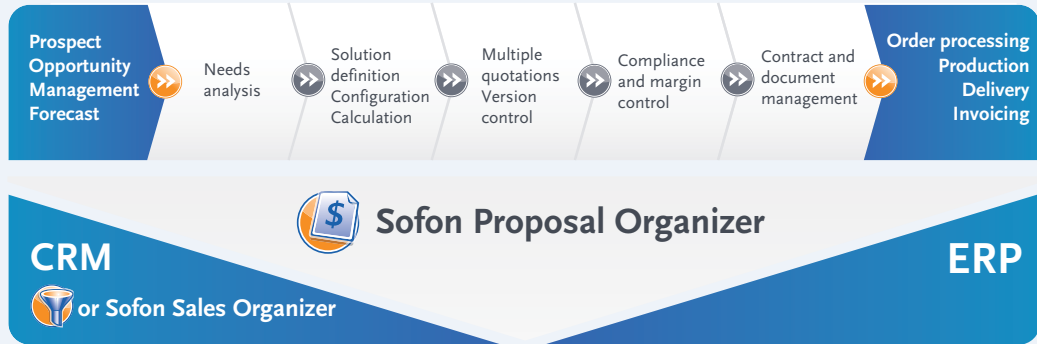 Prospect
Opportunity
Management
Forecast
Needs
analysis
Solution
definition
Configuration
Calculation
Multiple
quotations
Version
control
Compliance
and margin
control
Contract and
document
management
Order processing
Production
Delivery
Invoicing
$ Sofon Proposal Organizer
CRM
or Sofon Sales Organizer
ERP